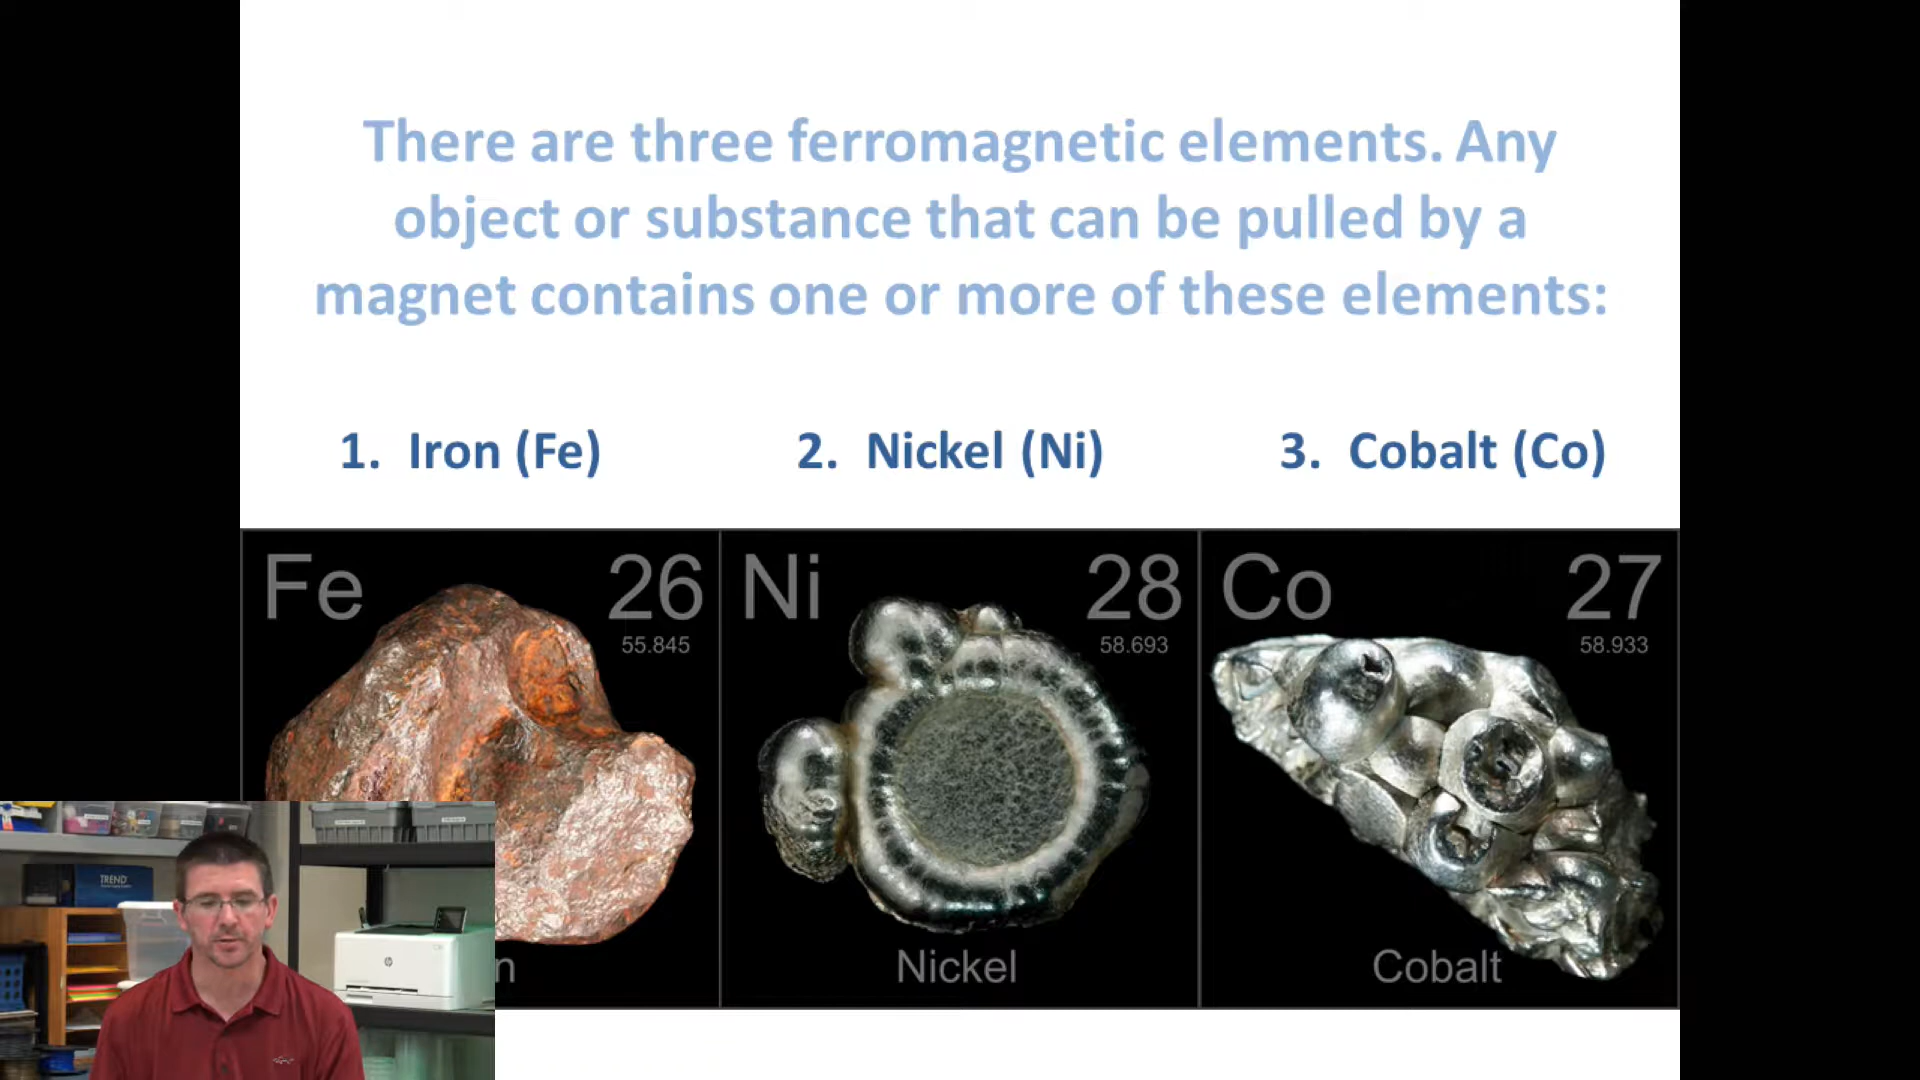 There are three ferromagnetic elements. Any
object or substance that can be pulled by a
magnet contains one or more of these elements:
1. Iron (Fe)
2. Nickel (Ni)
3. Cobalt (Co)
Fe 26
55.845
n
Ni 28
58.693
Nickel
Co 27
58.933
Cobalt
TREND
hp